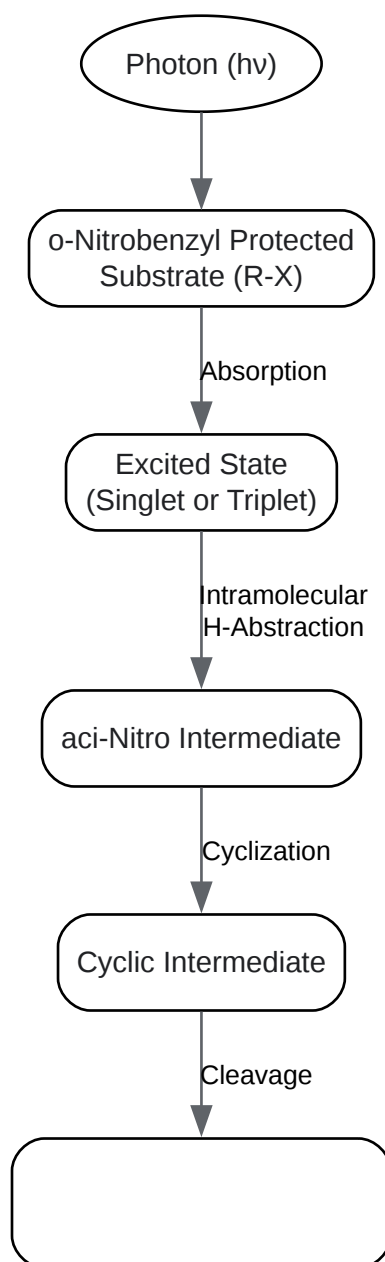 Photon (hν)
o-Nitrobenzyl Protected
Substrate (R-X)
Absorption
Excited State
(Singlet or Triplet)
Intramolecular
H-Abstraction
aci-Nitro Intermediate
Cyclization
Cyclic Intermediate
Cleavage